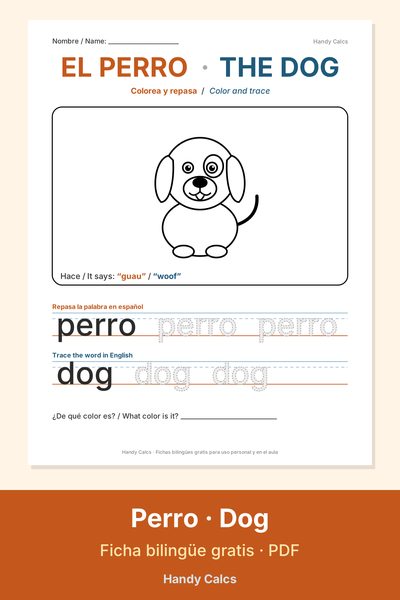 Nombre / Name: ____________________
Handy Calcs
EL PERRO · THE DOG
Colorea y repasa / Color and trace
Hace / It says: “guau” / “woof”
Repasa la palabra en español
perro perro perro
Trace the word in English
dog dog dog
¿De qué color es? / What color is it? ____________________
Handy Calcs · Fichas bilingües gratis para uso personal y en el aula
Perro · Dog
Ficha bilingüe gratis · PDF
Handy Calcs